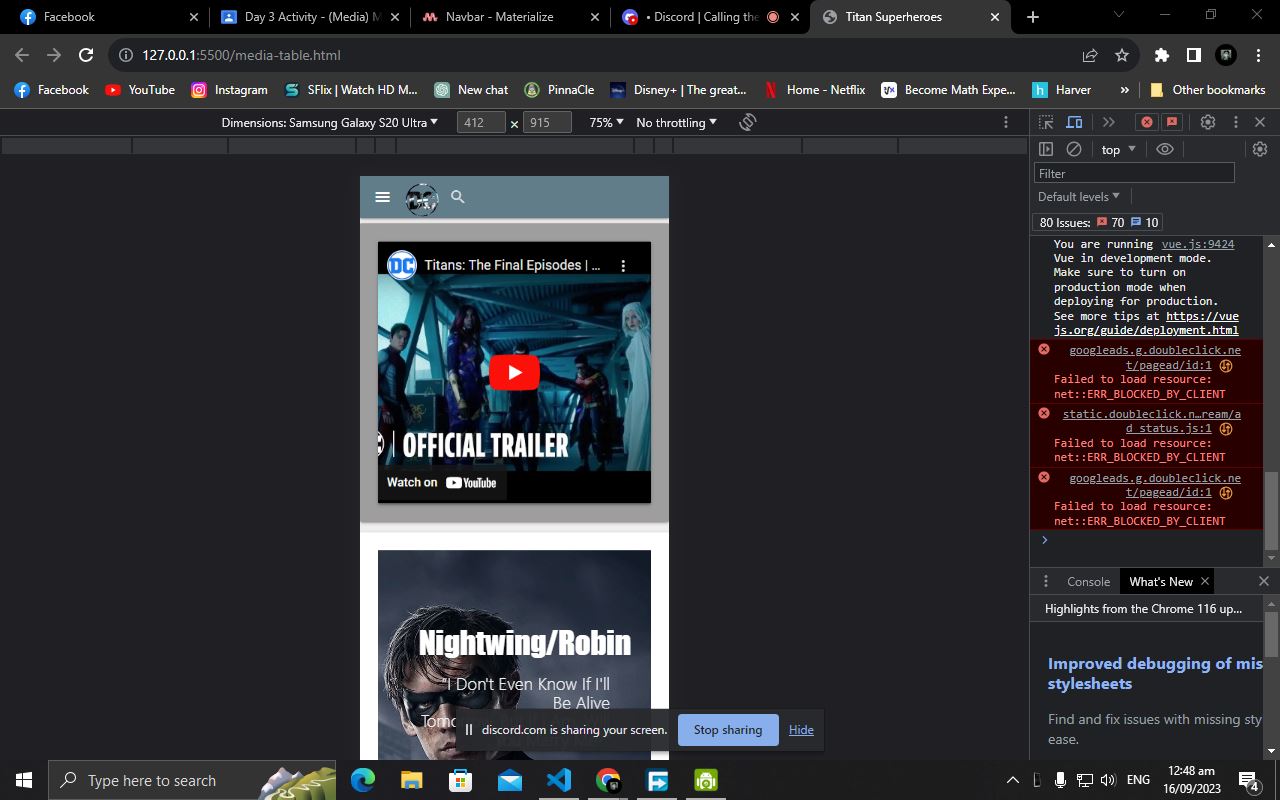 Facebook
Day 3 Activity - (Media) M
Navbar - Materialize
• Discord | Calling the
Titan Superheroes
127.0.0.1:5500/media-table.html
Facebook
YouTube
Instagram
SFlix | Watch HD M...
New chat
PinnaCle
Disney+ | The great...
Home - Netflix
Become Math Expe...
Harver
»
Other bookmarks
Dimensions: Samsung Galaxy S20 Ultra
412 × 915
75%
No throttling
top
Filter
Default levels
80 Issues: 70 10
You are running vue.js:9424
Vue in development mode.
Make sure to turn on
production mode when
deploying for production.
See more tips at https://vue
js.org/guide/deployment.html
googleads.g.doubleclick.ne
t/pagead/id:1
Failed to load resource:
net::ERR_BLOCKED_BY_CLIENT
static.doubleclick.n…ream/a
d_status.js:1
Failed to load resource:
net::ERR_BLOCKED_BY_CLIENT
googleads.g.doubleclick.ne
t/pagead/id:1
Failed to load resource:
net::ERR_BLOCKED_BY_CLIENT
Console
What's New
Highlights from the Chrome 116 up...
Improved debugging of mis
stylesheets
Find and fix issues with missing sty
ease.
DC
DC
Titans: The Final Episodes | ...
OFFICIAL TRAILER
Watch on YouTube
Nightwing/Robin
"I Don't Even Know If I'll
Be Alive
discord.com is sharing your screen.
Stop sharing
Hide
Type here to search
ENG
12:48 am
16/09/2023
4